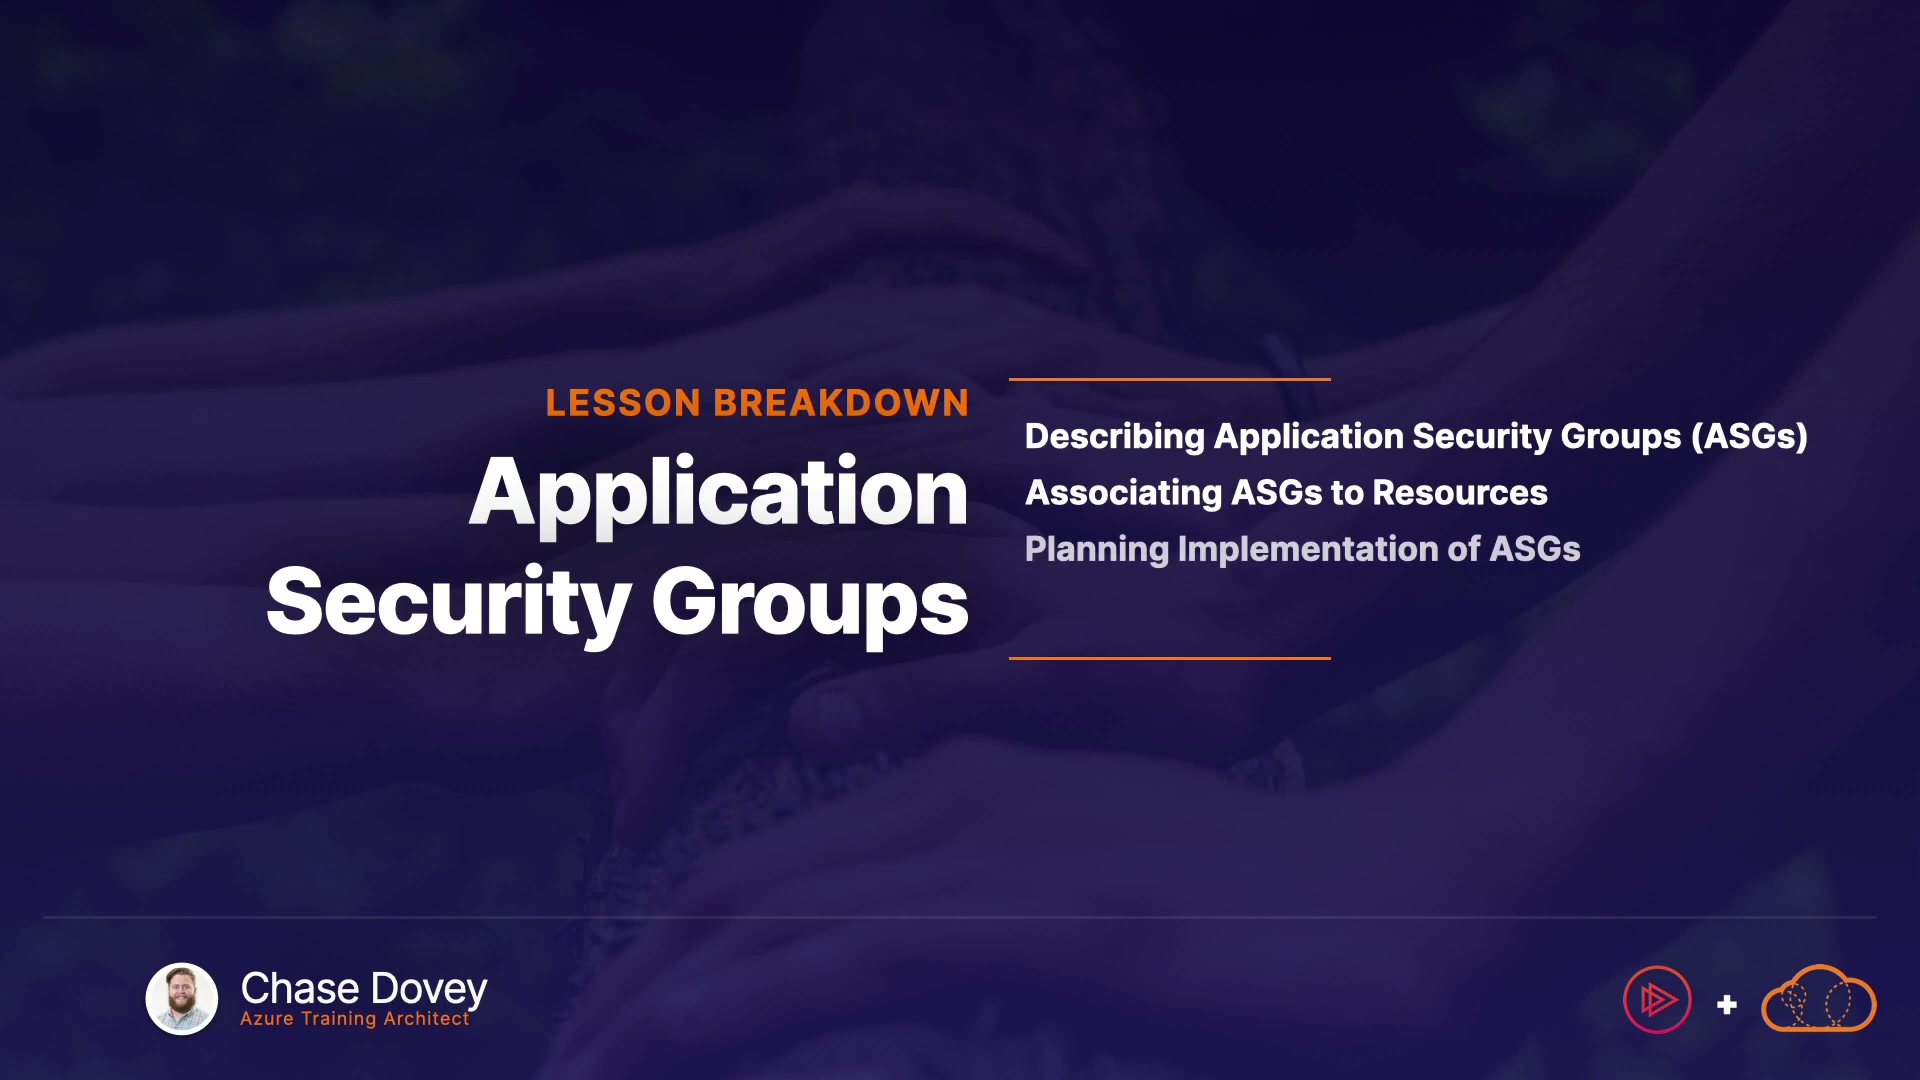 LESSON BREAKDOWN
Application
Security Groups
Describing Application Security Groups (ASGs)
Associating ASGs to Resources
Planning Implementation of ASGs
Chase Dovey
Azure Training Architect